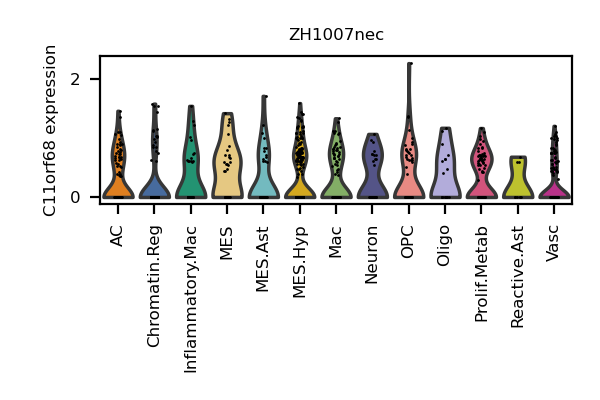 ZH1007nec
C11orf68 expression
2
0
AC
Chromatin.Reg
Inflammatory.Mac
MES
MES.Ast
MES.Hyp
Mac
Neuron
OPC
Oligo
Prolif.Metab
Reactive.Ast
Vasc